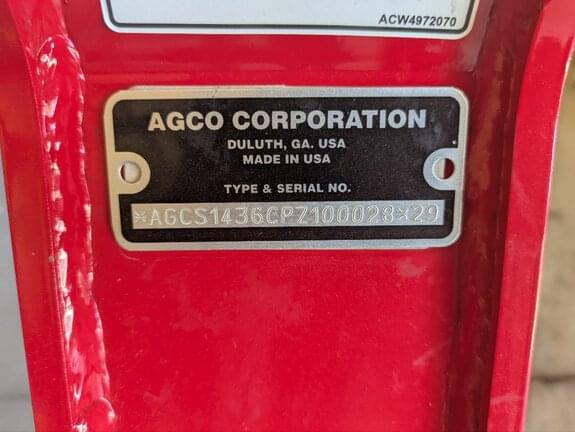 ACW4972070
AGCO CORPORATION
DULUTH, GA. USA
MADE IN USA
TYPE & SERIAL NO.
*AGCS1436CPZ100028*29